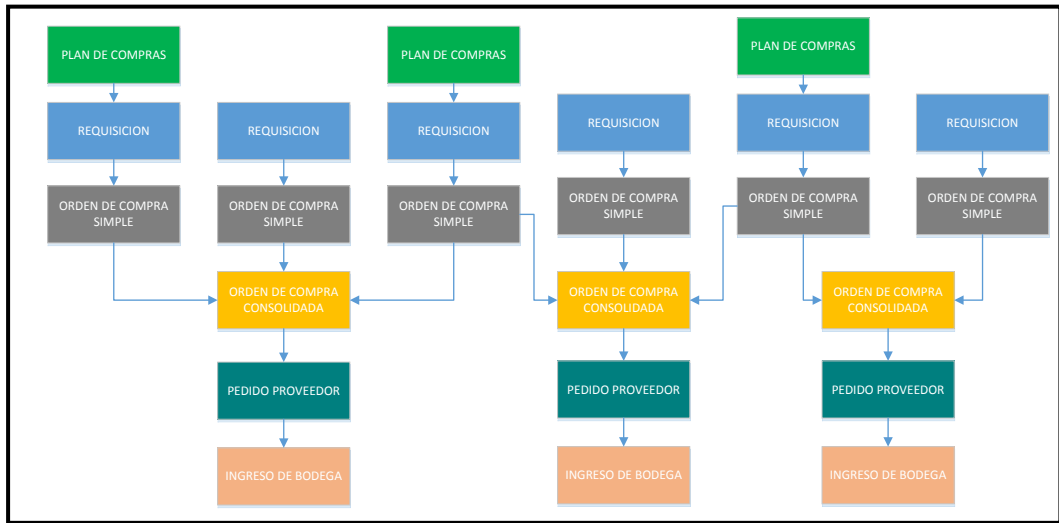 PLAN DE COMPRAS
PLAN DE COMPRAS
PLAN DE COMPRAS
REQUISICION
REQUISICION
REQUISICION
REQUISICION
REQUISICION
REQUISICION
ORDEN DE COMPRA
SIMPLE
ORDEN DE COMPRA
SIMPLE
ORDEN DE COMPRA
SIMPLE
ORDEN DE COMPRA
SIMPLE
ORDEN DE COMPRA
SIMPLE
ORDEN DE COMPRA
SIMPLE
ORDEN DE COMPRA
CONSOLIDADA
ORDEN DE COMPRA
CONSOLIDADA
ORDEN DE COMPRA
CONSOLIDADA
PEDIDO PROVEEDOR
PEDIDO PROVEEDOR
PEDIDO PROVEEDOR
INGRESO DE BODEGA
INGRESO DE BODEGA
INGRESO DE BODEGA